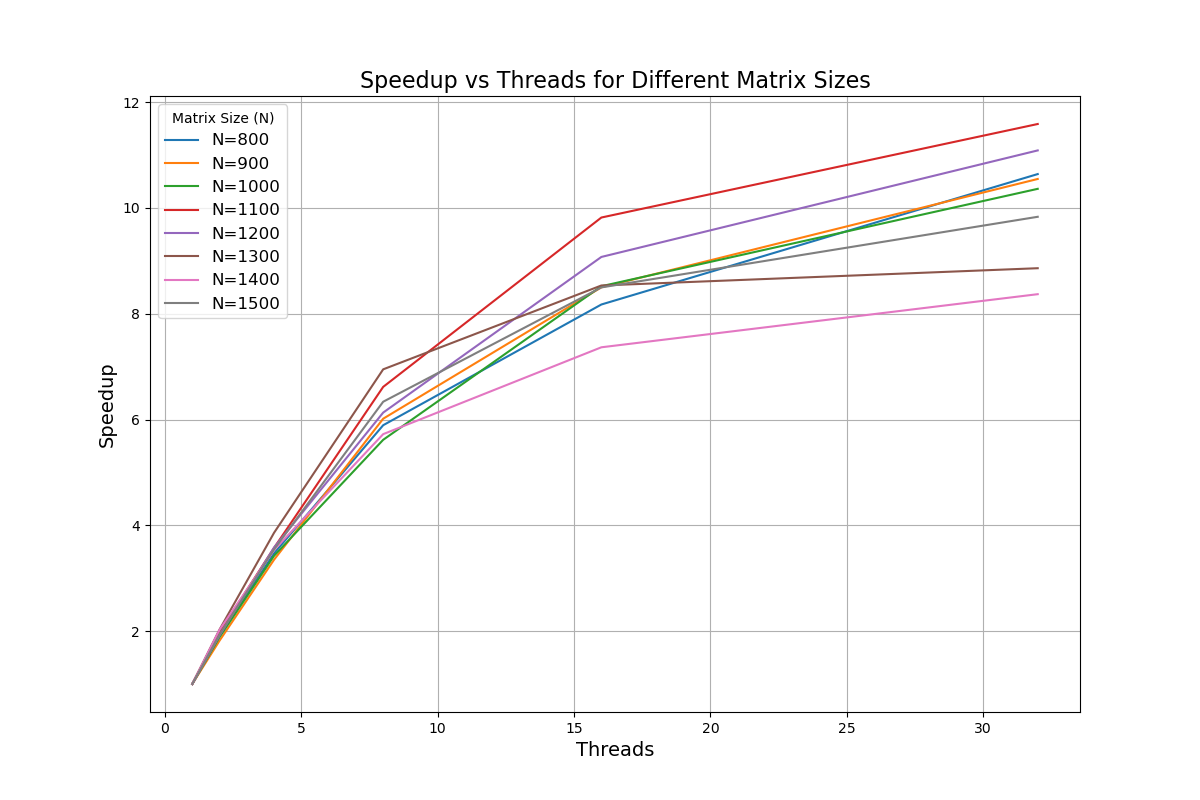 Speedup vs Threads for Different Matrix Sizes
12
10
8
6
4
2
Speedup
Matrix Size (N)
N=800
N=900
N=1000
N=1100
N=1200
N=1300
N=1400
N=1500
0 5 10 15 20 25 30
Threads